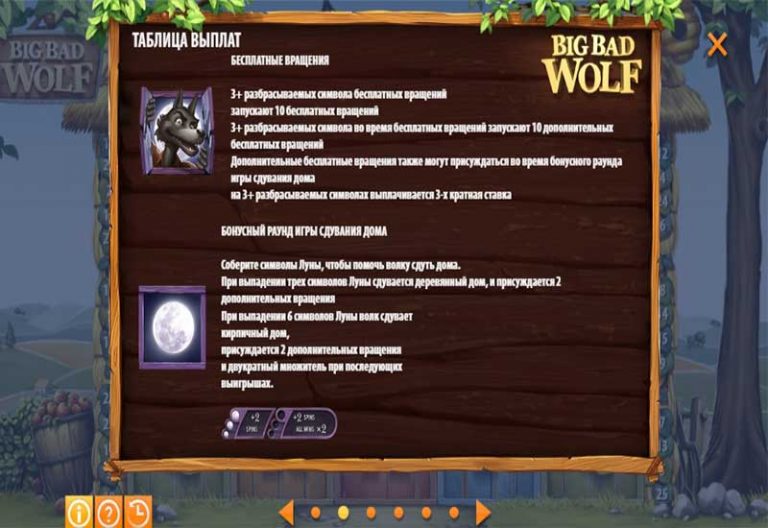 ТАБЛИЦА ВЫПЛАТ
BIG BAD
WOLF
BIG BAD
WOLF
БЕСПЛАТНЫЕ ВРАЩЕНИЯ
3+ разбрасываемых символа бесплатных вращений
запускают 10 бесплатных вращений
3+ разбрасываемых символа во время бесплатных вращений запускают 10 дополнительных
бесплатных вращений
Дополнительные бесплатные вращения также могут присуждаться во время бонусного раунда
игры сдувания дома
на 3+ разбрасываемых символах выплачивается 3-х кратная ставка
БОНУСНЫЙ РАУНД ИГРЫ СДУВАНИЯ ДОМА
Соберите символы Луны, чтобы помочь волку сдуть дома.
При выпадении трех символов Луны сдувается деревянный дом, и присуждается 2
дополнительных вращения
При выпадении 6 символов Луны волк сдувает
кирпичный дом,
присуждается 2 дополнительных вращения
и двукратный множитель при последующих
выигрышах.
+2
SPINS
+2 SPINS
ALL WINS x2
25